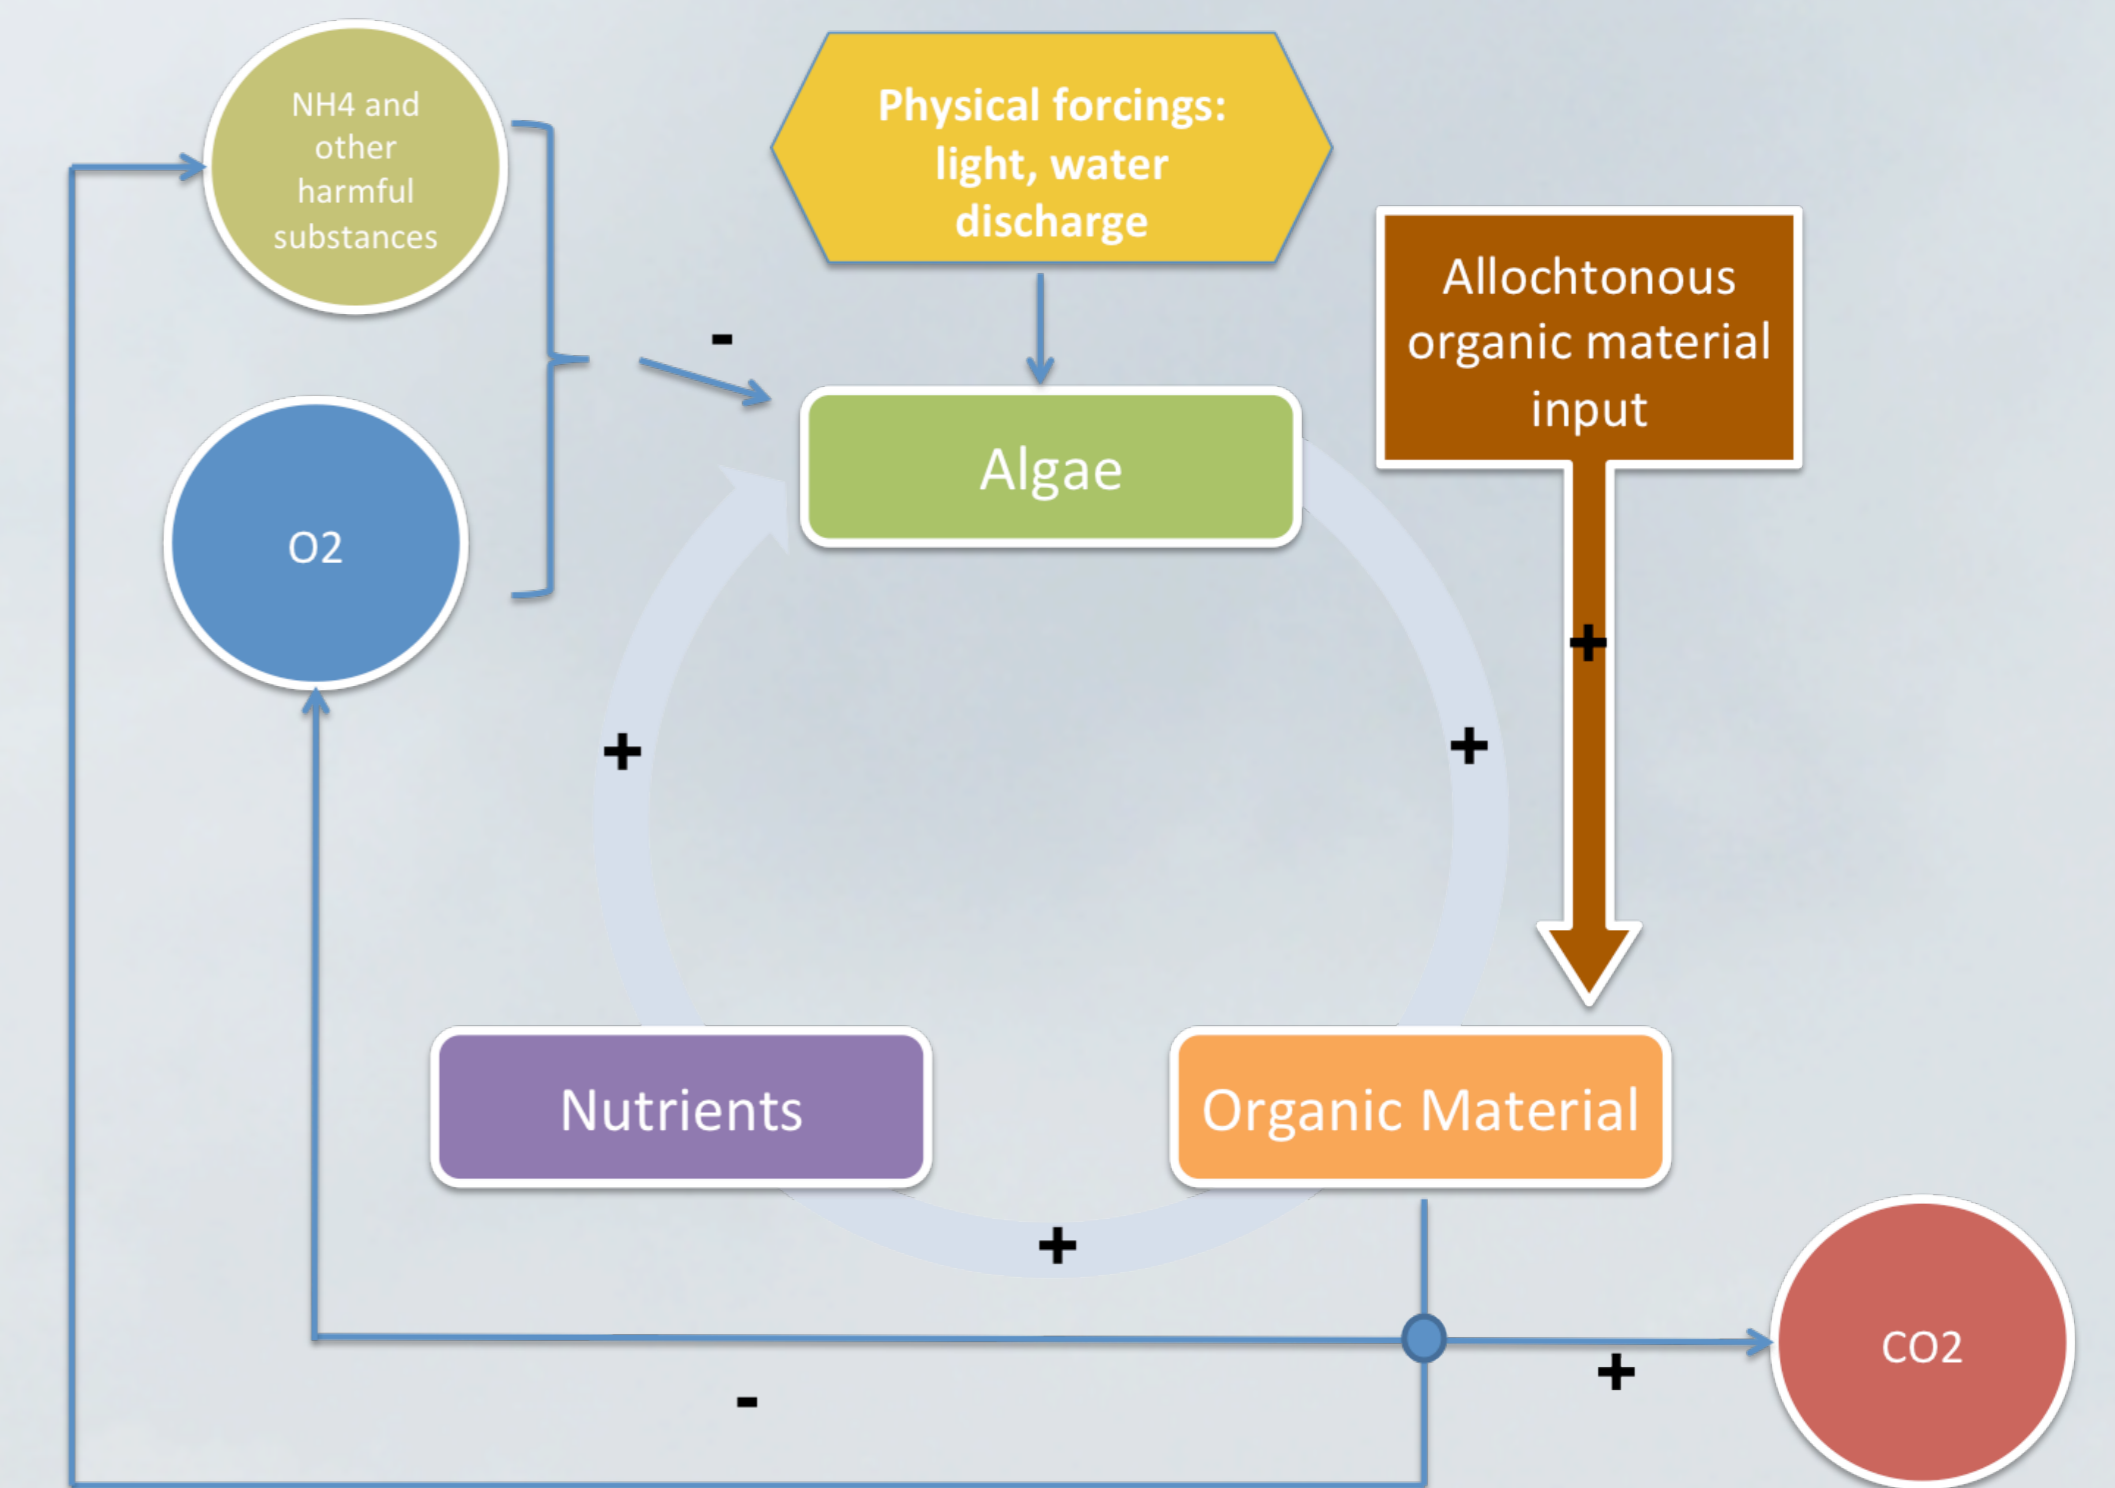 NH4 and
other
harmful
substances
Physical forcings:
light, water
discharge
Allochtonous
organic material
input
-
Algae
O2
+
+
+
Nutrients
Organic Material
+
CO2
+
-